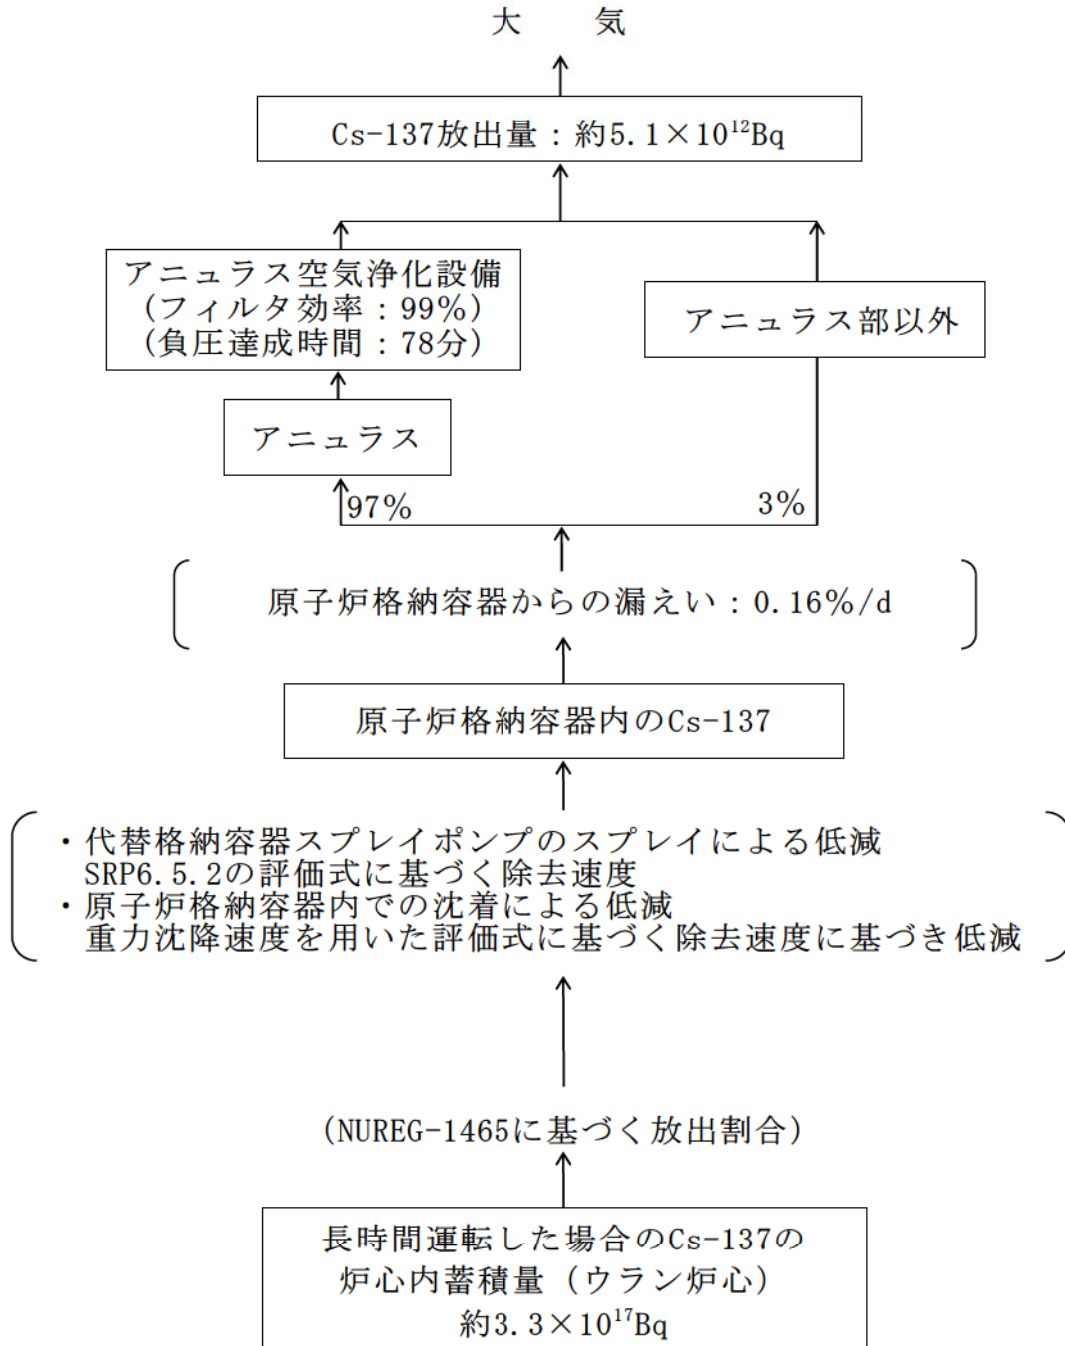 大　気
Cs-137放出量：約5.1×10¹²Bq
アニュラス空気浄化設備
(フィルタ効率：99%)
(負圧達成時間：78分)
アニュラス部以外
アニュラス
97%
3%
原子炉格納容器からの漏えい：0.16%/d
原子炉格納容器内のCs-137
・代替格納容器スプレイポンプのスプレイによる低減
SRP6.5.2の評価式に基づく除去速度
・原子炉格納容器内での沈着による低減
重力沈降速度を用いた評価式に基づく除去速度に基づき低減
(NUREG-1465に基づく放出割合)
長時間運転した場合のCs-137の
炉心内蓄積量（ウラン炉心）
約3.3×10¹⁷Bq